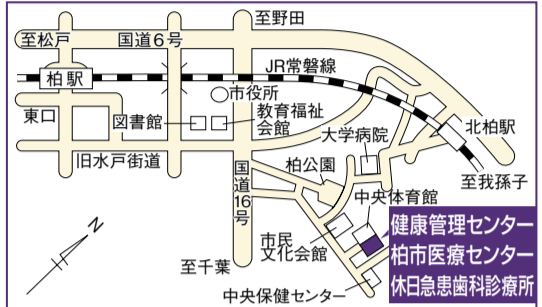 至野田
至松戸
国道6号
JR常磐線
柏駅
市役所
東口
図書館
教育福祉
会館
大学病院
北柏駅
旧水戸街道
国道16号
柏公園
至我孫子
中央体育館
健康管理センター
柏市医療センター
休日急患歯科診療所
市民
文化会館
至千葉
中央保健センター
N